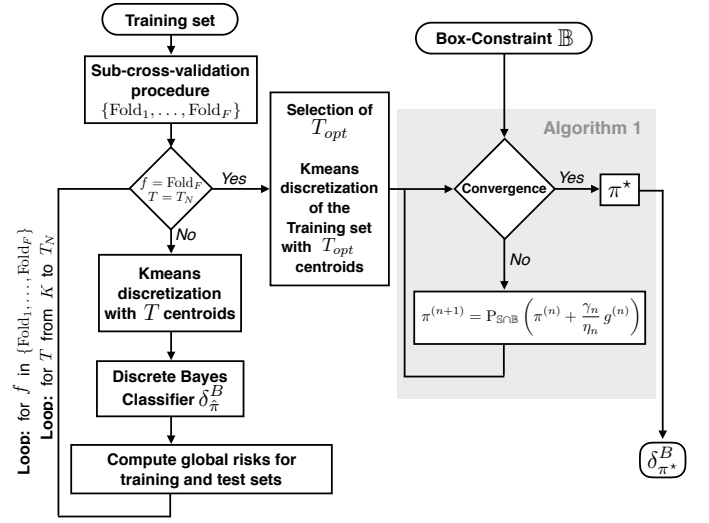 Training set
Sub-cross-validation
procedure
{Fold₁, . . . , Fold_F}
f = Fold_F
T = T_N
Yes
No
Kmeans
discretization
with T centroids
Discrete Bayes
Classifier δ^B_π̂
Compute global risks for
training and test sets
Loop: for f in {Fold₁, . . . , Fold_F}
Loop: for T from K to T_N
Selection of
T_opt
Kmeans
discretization
of the
Training set
with T_opt
centroids
Box-Constraint 𝔹
Algorithm 1
Convergence
Yes
π⋆
No
π^(n+1) = P_{𝕊∩𝔹} ( π^(n) + γ_n/η_n g^(n) )
δ^B_π⋆